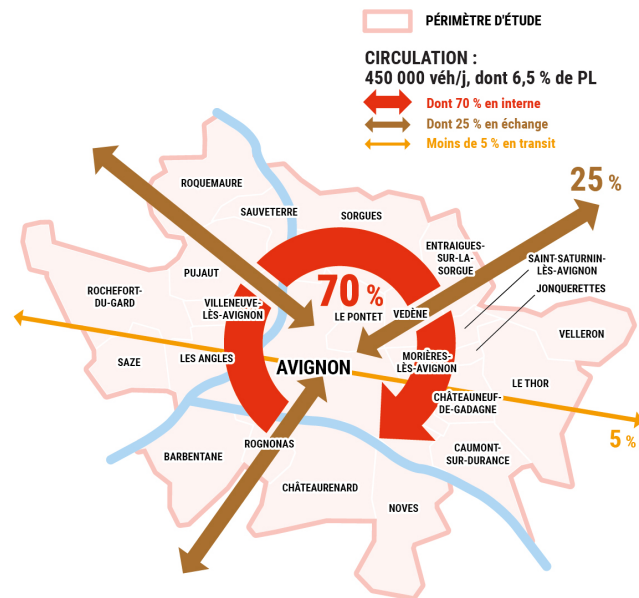 PÉRIMÈTRE D'ÉTUDE
CIRCULATION :
450 000 véh/j, dont 6,5 % de PL
Dont 70 % en interne
Dont 25 % en échange
Moins de 5 % en transit
25 %
ROQUEMAURE
SAUVETERRE
SORGUES
ENTRAIGUES-
SUR-LA-
SORGUE
SAINT-SATURNIN-
LÈS-AVIGNON
JONQUERETTES
PUJAUT
ROCHEFORT-
DU-GARD
VILLENEUVE-
LÈS-AVIGNON
70 %
LE PONTET
VEDÈNE
VELLERON
SAZE
LES ANGLES
AVIGNON
MORIÈRES-
LÈS-AVIGNON
LE THOR
CHÂTEAUNEUF-
DE-GADAGNE
5 %
ROGNONAS
BARBENTANE
CAUMONT-
SUR-DURANCE
CHÂTEAURENARD
NOVES